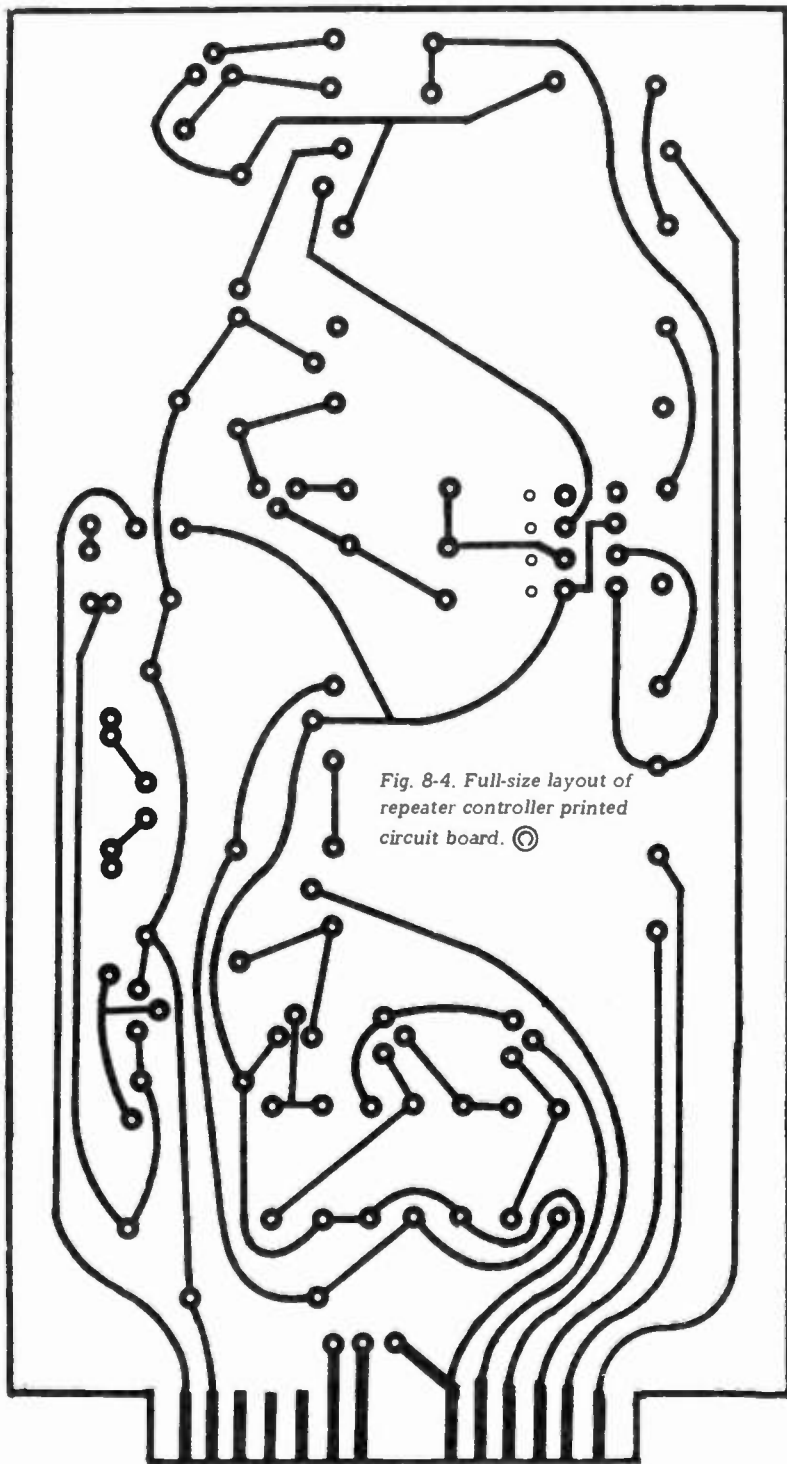 Fig. 8-4. Full-size layout of
repeater controller printed
circuit board.